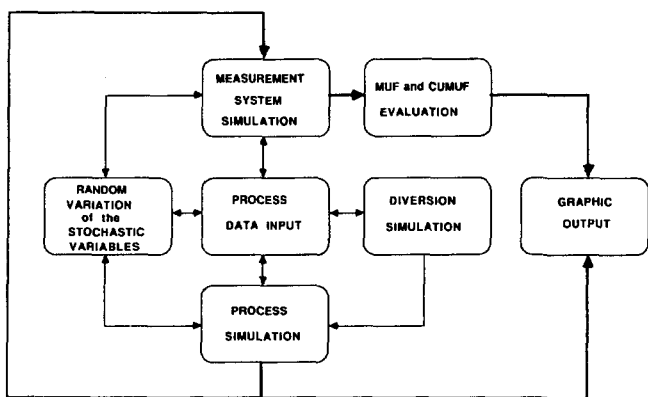 MEASUREMENT
SYSTEM
SIMULATION
MUF and CUMUF
EVALUATION
RANDOM
VARIATION
of the
STOCHASTIC
VARIABLES
PROCESS
DATA INPUT
DIVERSION
SIMULATION
GRAPHIC
OUTPUT
PROCESS
SIMULATION